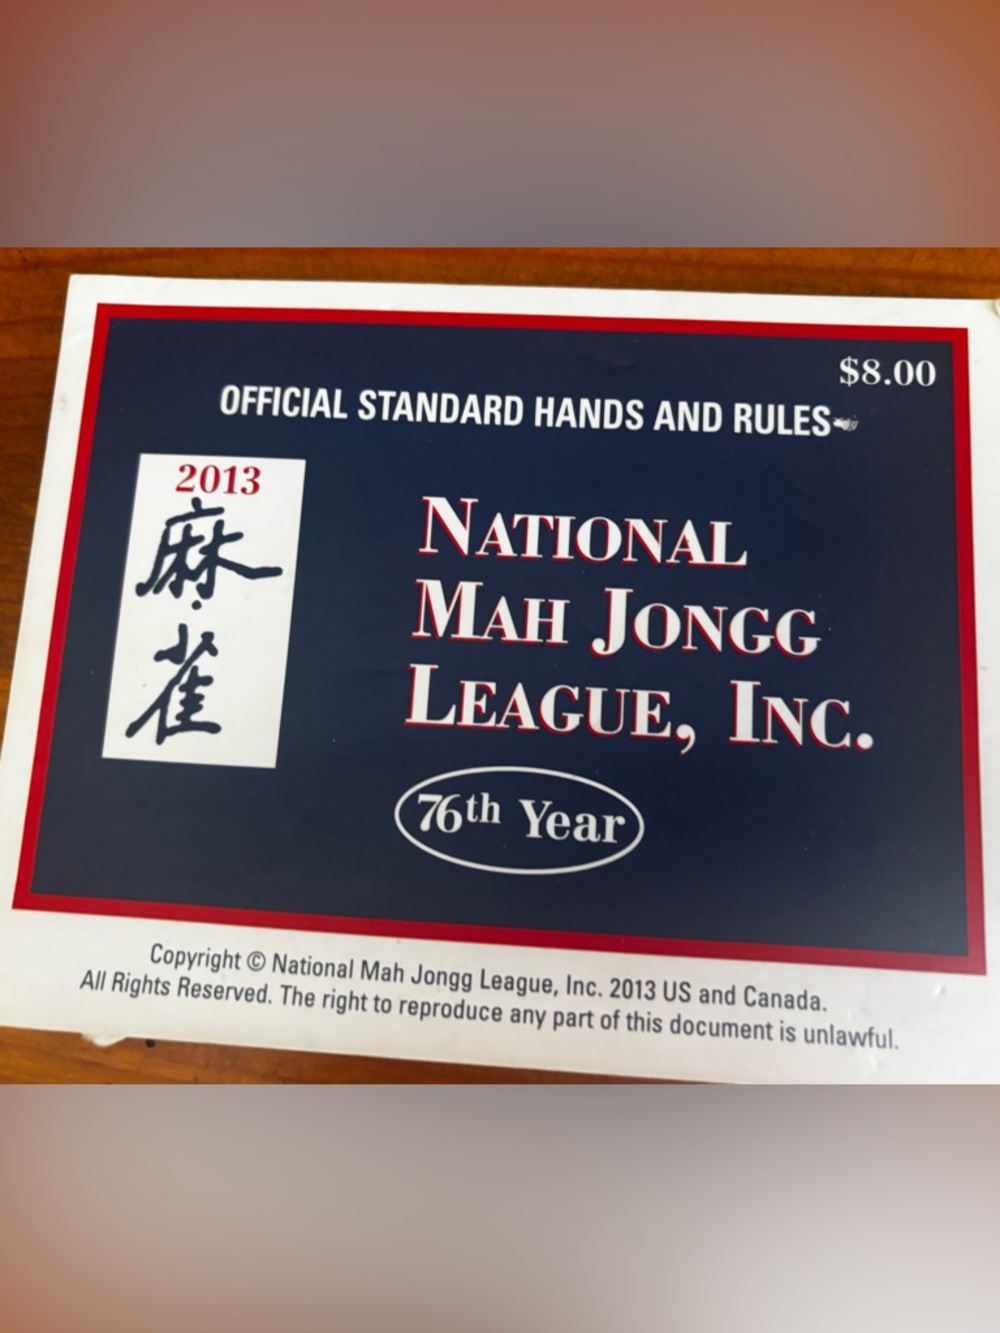 $8.00
OFFICIAL STANDARD HANDS AND RULES
2013
麻
雀
NATIONAL
MAH JONGG
LEAGUE, INC.
76th Year
Copyright © National Mah Jongg League, Inc. 2013 US and Canada.
All Rights Reserved. The right to reproduce any part of this document is unlawful.